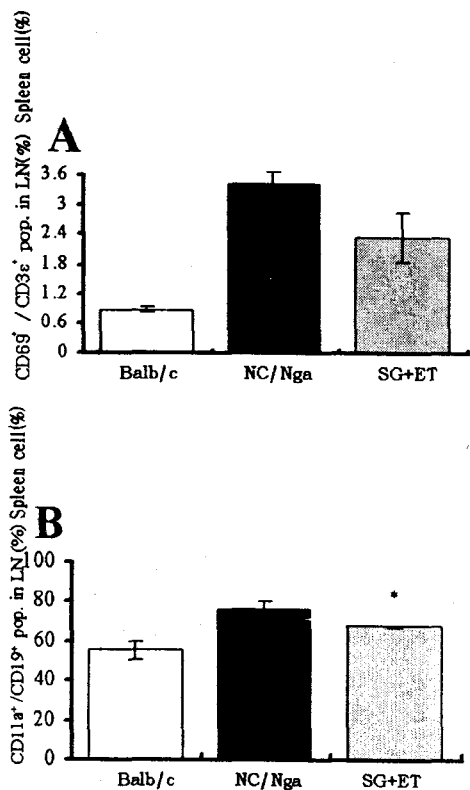 A
CD69+ / CD3ε+ pop. in LN(%) Spleen cell(%)
3.6
3
2.4
1.8
1.2
0.6
0
Balb/c NC/Nga SG+ET
B
CD11a+/CD19+ pop. in LN(%) Spleen cell(%)
100
80
60
40
20
0
*
Balb/c NC/Nga SG+ET